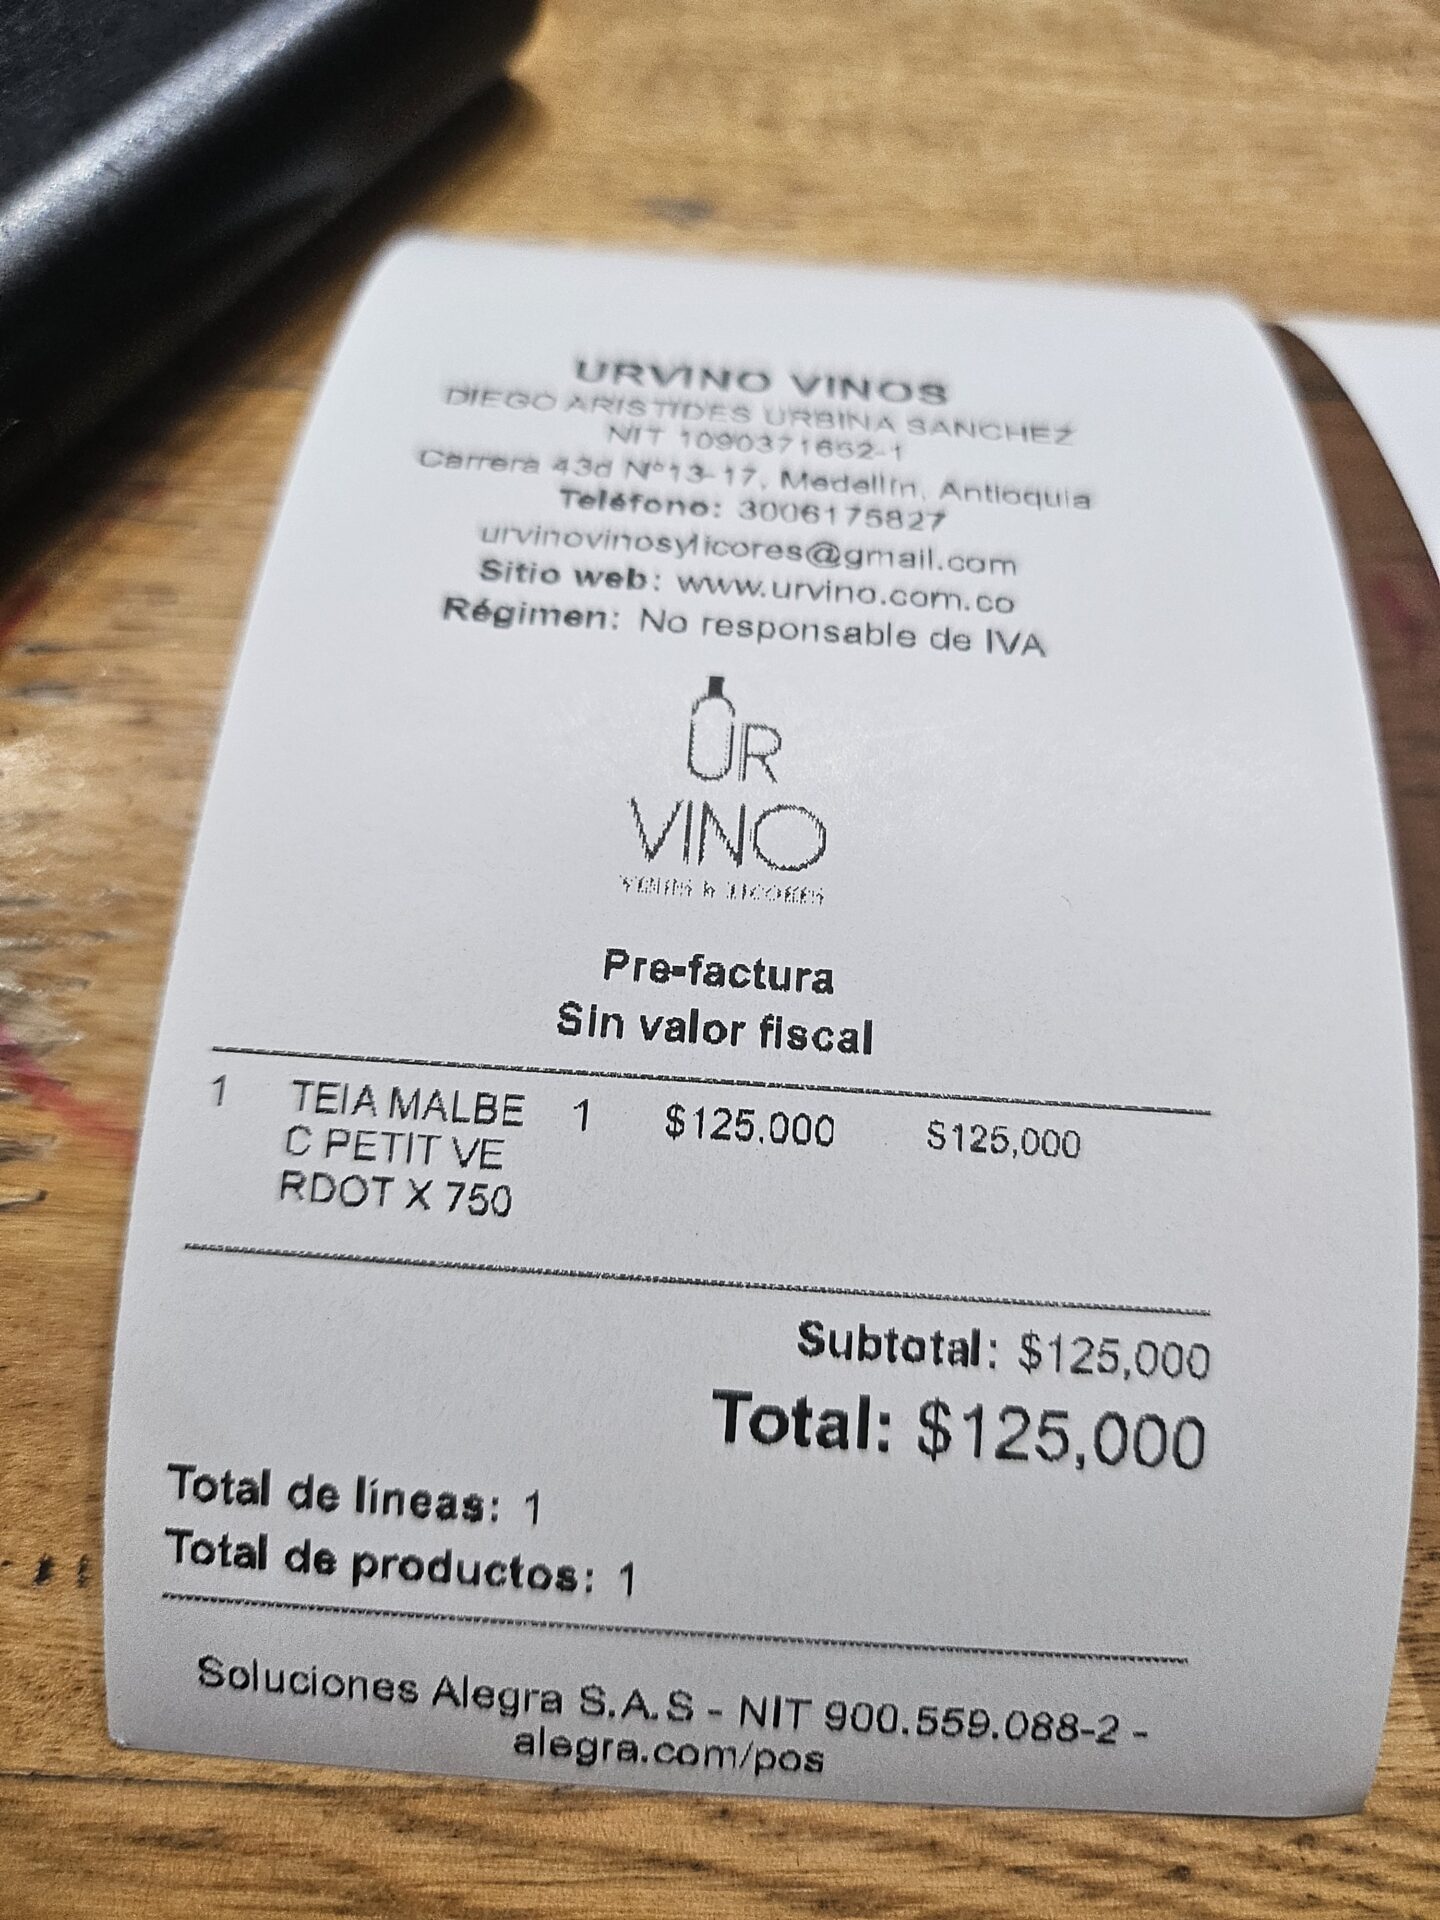 URVINO VINOS
DIEGO ARISTIDES URBINA SANCHEZ
NIT 1090371652-1
Carrera 43d N°13-17, Medellín, Antioquia
Teléfono: 3006175827
urvinovinosylicores@gmail.com
Sitio web: www.urvino.com.co
Régimen: No responsable de IVA
UR
VINO
VINOS & LICORES
Pre-factura
Sin valor fiscal
1 TEIA MALBE 1 $125.000 $125,000
C PETIT VE
RDOT X 750
Subtotal: $125,000
Total: $125,000
Total de líneas: 1
Total de productos: 1
Soluciones Alegra S.A.S - NIT 900.559.088-2 -
alegra.com/pos